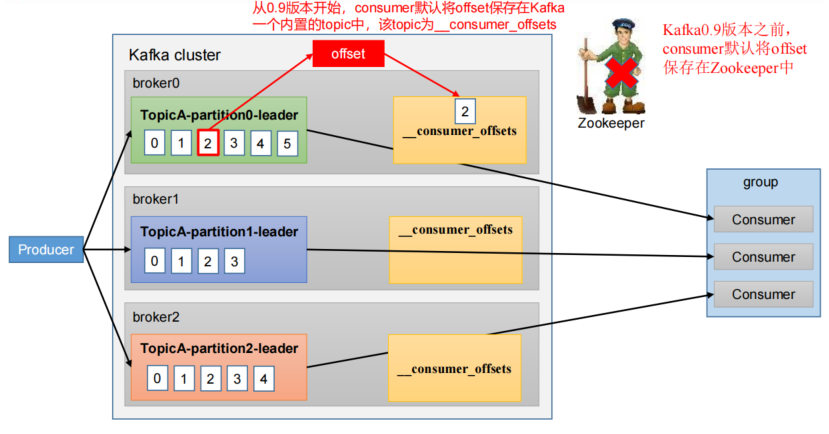 从0.9版本开始，consumer默认将offset保存在Kafka
一个内置的topic中，该topic为__consumer_offsets
Kafka0.9版本之前，
consumer默认将offset
保存在Zookeeper中
Kafka cluster
offset
Zookeeper
broker0
TopicA-partition0-leader
0 1 2 3 4 5
2
__consumer_offsets
broker1
TopicA-partition1-leader
0 1 2 3
__consumer_offsets
broker2
TopicA-partition2-leader
0 1 2 3 4
__consumer_offsets
Producer
group
Consumer
Consumer
Consumer